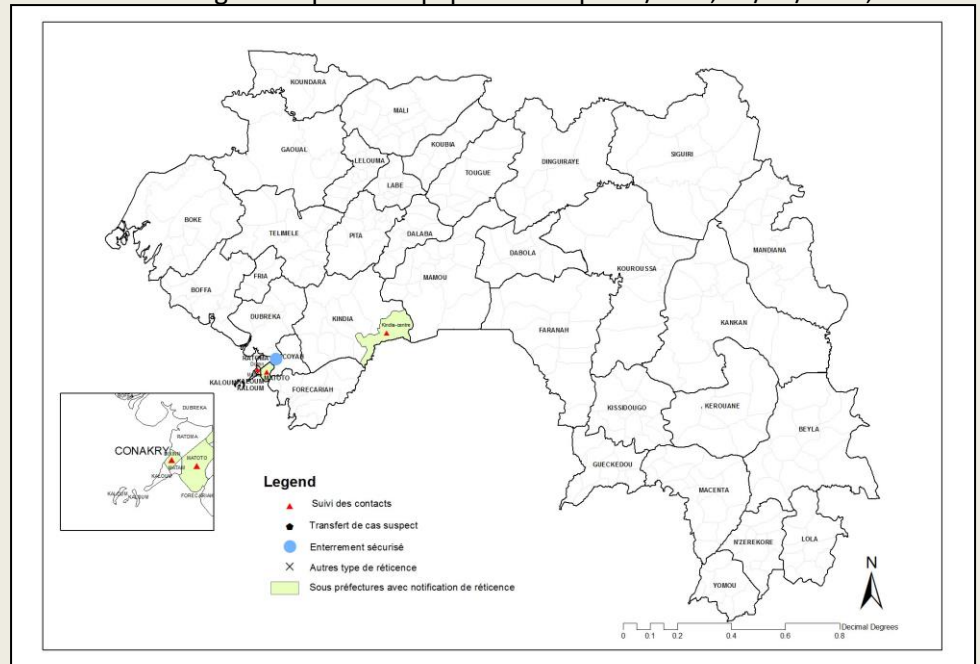 KOUNDARA
MALI
GAOUAL
KOUBIA
LELOUMA
LABE
TOUGUE
DINGUIRAYE
SIGUIRI
BOKE
TELIMELE
PITA
DALABA
DABOLA
MANDIANA
FRIA
MAMOU
KOUROUSSA
BOFFA
DUBREKA
KINDIA
Kindia-centre
KANKAN
FARANAH
COYAH
RATOMA
MATOTO
KALOUM
KALOUM
FORECARIAH
KISSIDOUGO
KEROUANE
BEYLA
GUECKEDOU
MACENTA
N'ZEREKORE
LOLA
YOMOU
DUBREKA
RATOMA
CONAKRY
MATOTO
KALOUM
KALOUM
KALOUM
FORECARIAH
Legend
Suivi des contacts
Transfert de cas suspect
Enterrement sécurisé
Autres type de réticence
Sous préfectures avec notification de réticence
N
Decimal Degrees
0 0.1 0.2 0.4 0.6 0.8